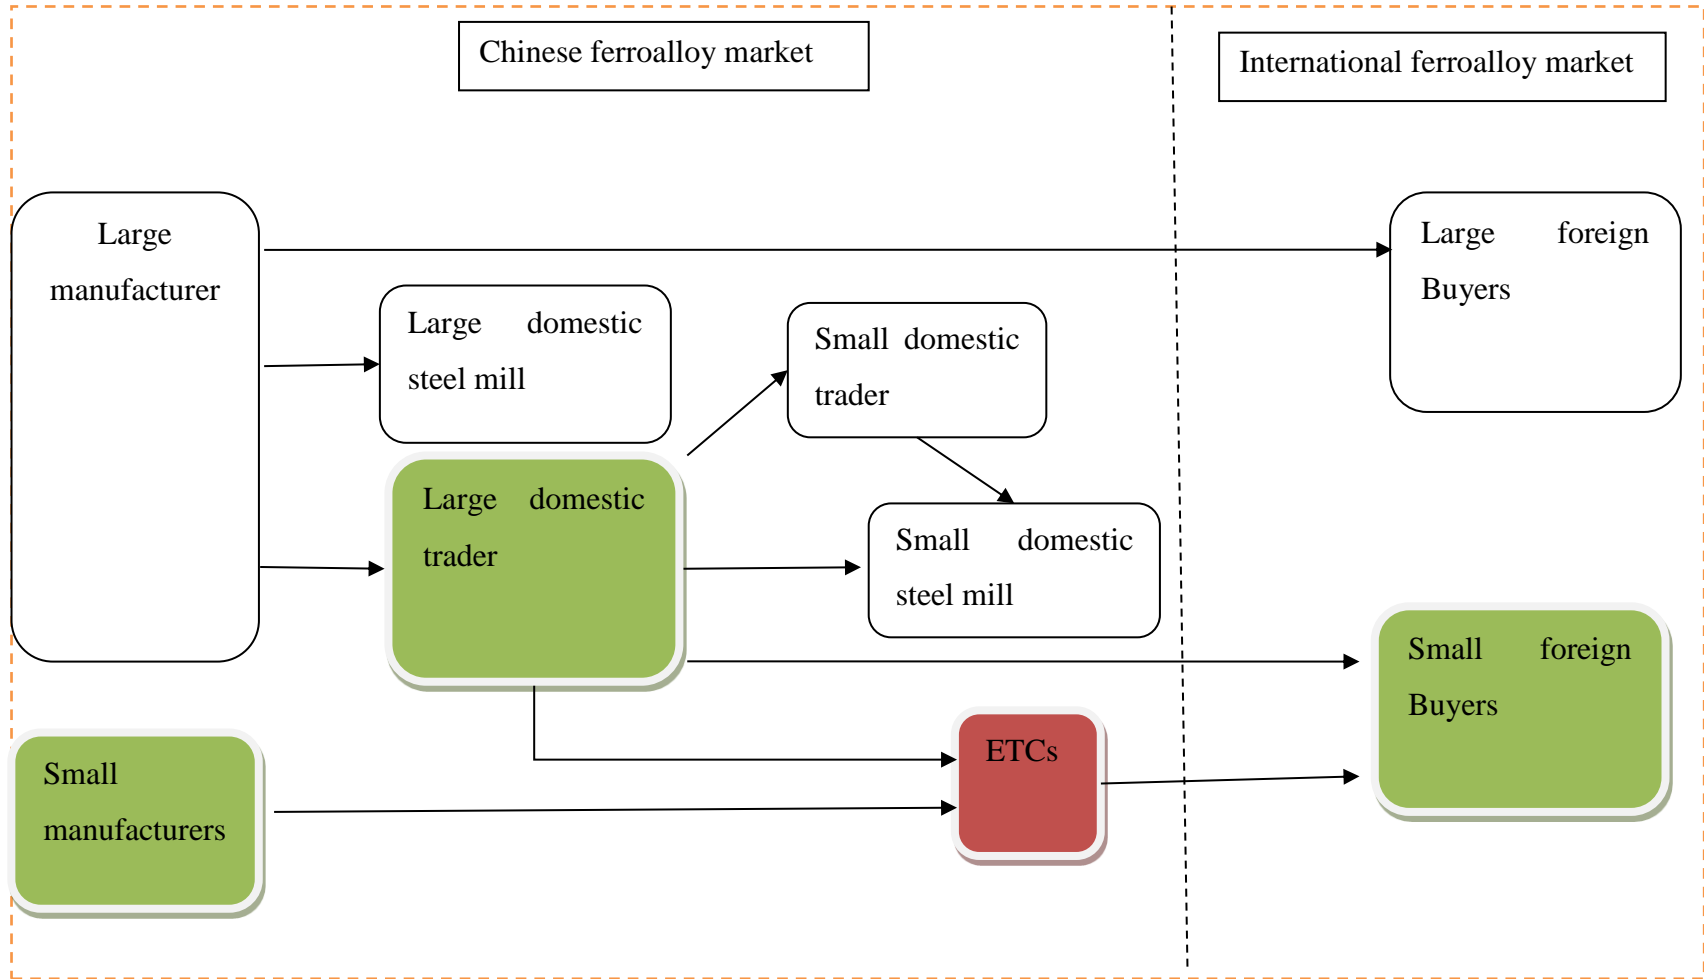 Chinese ferroalloy market
International ferroalloy market
Large
manufacturer
Large foreign
Buyers
Large domestic
steel mill
Small domestic
trader
Large domestic
trader
Small domestic
steel mill
Small foreign
Buyers
ETCs
Small
manufacturers